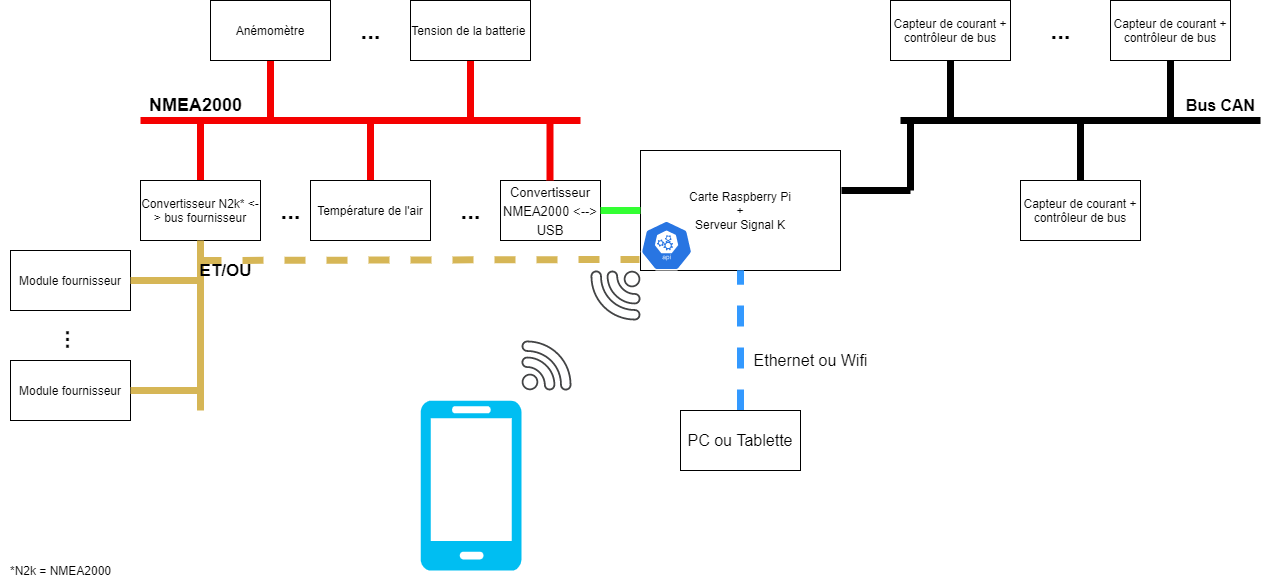 Anémomètre
...
Tension de la batterie
Capteur de courant +
contrôleur de bus
...
Capteur de courant +
contrôleur de bus
NMEA2000
Bus CAN
Convertisseur N2k* <-
> bus fournisseur
...
Température de l'air
...
Convertisseur
NMEA2000 <-->
USB
Carte Raspberry Pi
+
Serveur Signal K
api
Capteur de courant +
contrôleur de bus
ET/OU
Module fournisseur
...
Module fournisseur
Ethernet ou Wifi
PC ou Tablette
*N2k = NMEA2000